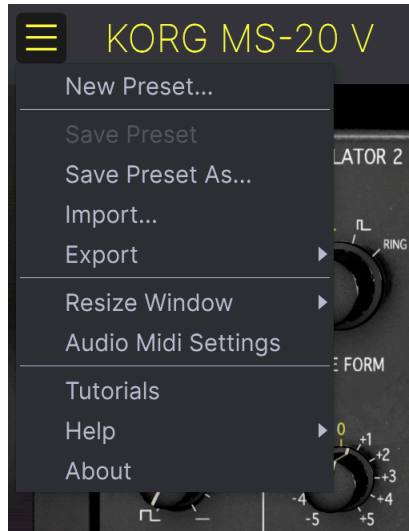 KORG MS-20 V
New Preset...
Save Preset
Save Preset As...
Import...
Export
Resize Window
Audio Midi Settings
Tutorials
Help
About
LATOR 2
RING
E FORM
0
+1
+2
+3
-4
+4
-5
+5